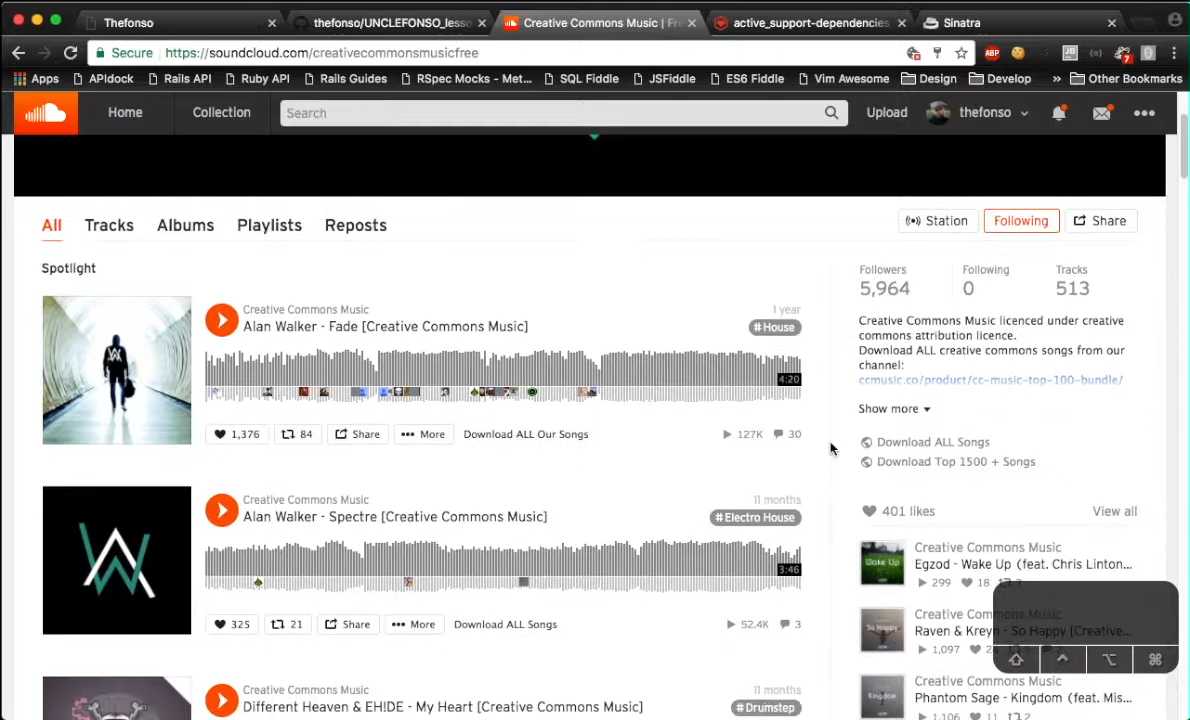 Thefonso
thefonso/UNCLEFONSO_lesso
Creative Commons Music | Fre
active_support-dependencies
Sinatra
Secure
https://soundcloud.com/creativecommonsmusicfree
ABP
JB
7
Apps
APIdock
Rails API
Ruby API
Rails Guides
RSpec Mocks - Met...
SQL Fiddle
JSFiddle
ES6 Fiddle
Vim Awesome
Design
Develop
»
Other Bookmarks
Home
Collection
Search
Upload
thefonso
All
Tracks
Albums
Playlists
Reposts
Station
Following
Share
Spotlight
Creative Commons Music
1 year
Alan Walker - Fade [Creative Commons Music]
# House
4:20
1,376
84
Share
More
Download ALL Our Songs
127K
30
Creative Commons Music
11 months
Alan Walker - Spectre [Creative Commons Music]
# Electro House
3:46
325
21
Share
More
Download ALL Songs
52.4K
3
Creative Commons Music
11 months
Different Heaven & EH!DE - My Heart [Creative Commons Music]
# Drumstep
Followers
5,964
Following
0
Tracks
513
Creative Commons Music licenced under creative
commons attribution licence.
Download ALL creative commons songs from our
channel:
ccmusic.co/product/cc-music-top-100-bundle/
Show more
Download ALL Songs
Download Top 1500 + Songs
401 likes
View all
Creative Commons Music
Egzod - Wake Up (feat. Chris Linton...
299
18
Creative Commons Music
Raven & Kreyn - So Happy [Creative...
1,097
Creative Commons Music
Phantom Sage - Kingdom (feat. Mis...
1,106
11
2
Wake Up
So Happy
Kingdom